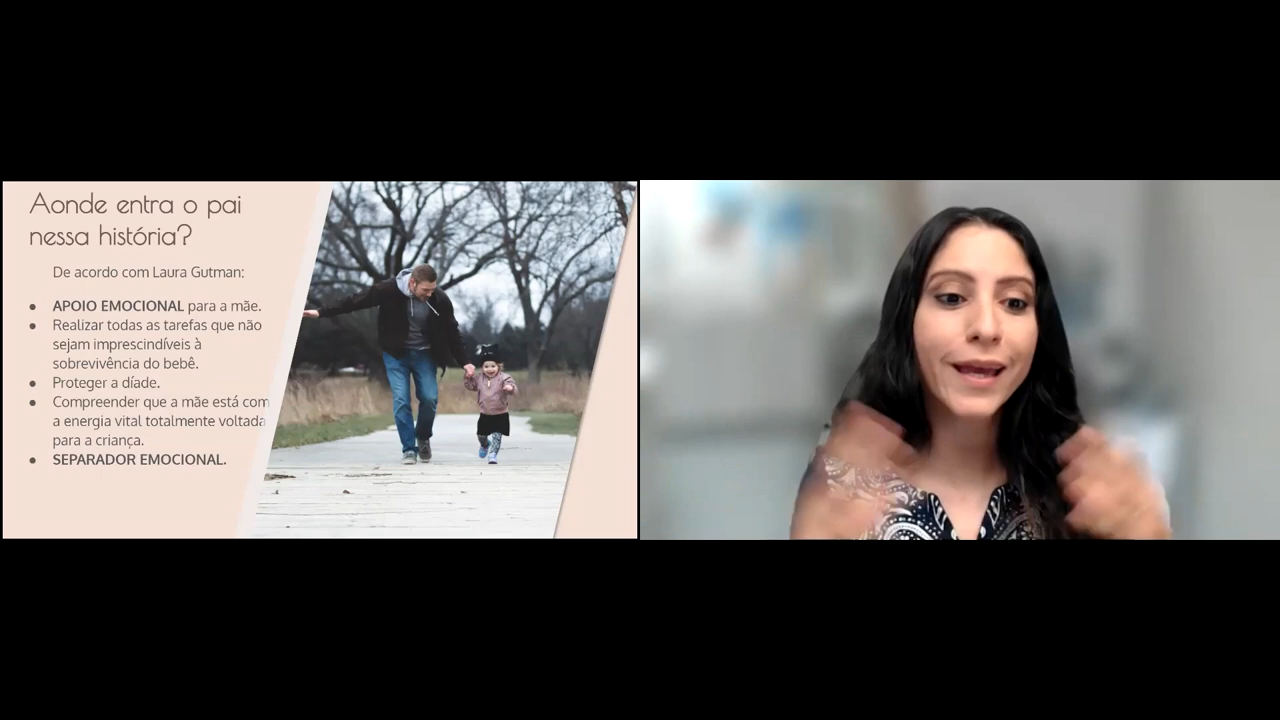 Aonde entra o pai
nessa história?
De acordo com Laura Gutman:
● APOIO EMOCIONAL para a mãe.
● Realizar todas as tarefas que não
sejam imprescindíveis à
sobrevivência do bebê.
● Proteger a díade.
● Compreender que a mãe está com
a energia vital totalmente voltada
para a criança.
● SEPARADOR EMOCIONAL.